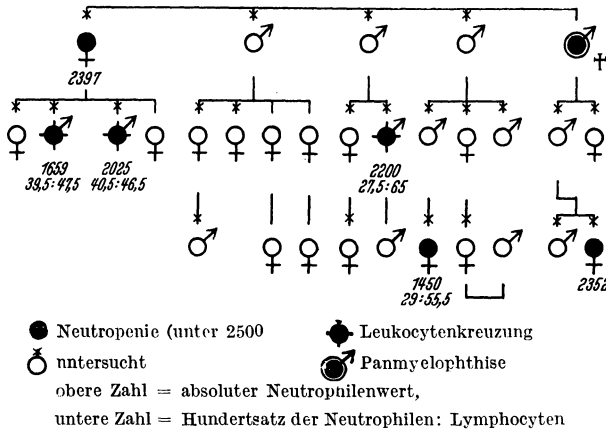 2397
1659 2025 2200
39,5:47,5 40,5:46,5 27,5:65
1450 2352
29:55,5
Neutropenie (unter 2500 Leukocytenkreuzung
nntersucht Panmyelophthise
obere Zahl = absoluter Neutrophilenwert,
untere Zahl = Hundertsatz der Neutrophilen: Lymphocyten